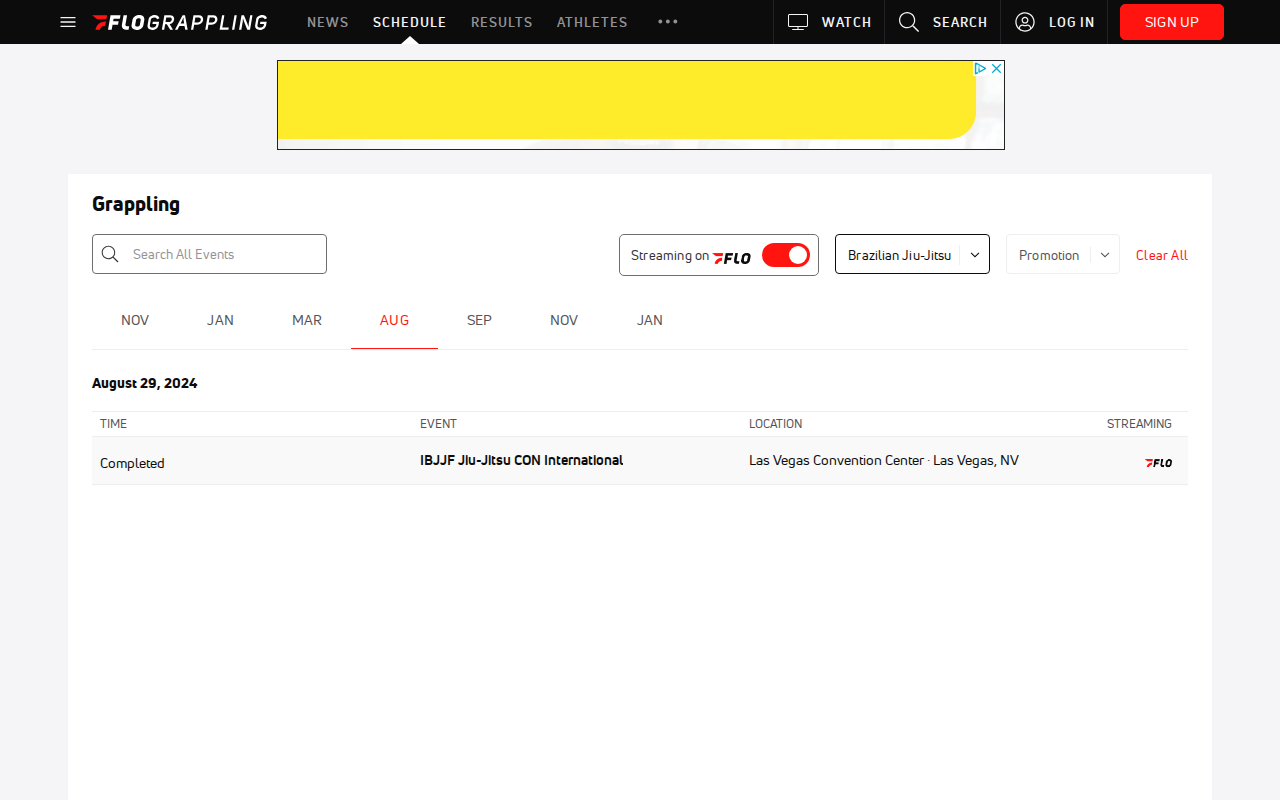 FLOGRAPPLING NEWS SCHEDULE RESULTS ATHLETES WATCH SEARCH LOG IN SIGN UP
Grappling
Search All Events Streaming on FLO Brazilian Jiu-Jitsu Promotion Clear All
NOV JAN MAR AUG SEP NOV JAN
August 29, 2024
TIME EVENT LOCATION STREAMING
Completed IBJJF Jiu-Jitsu CON International Las Vegas Convention Center · Las Vegas, NV FLO